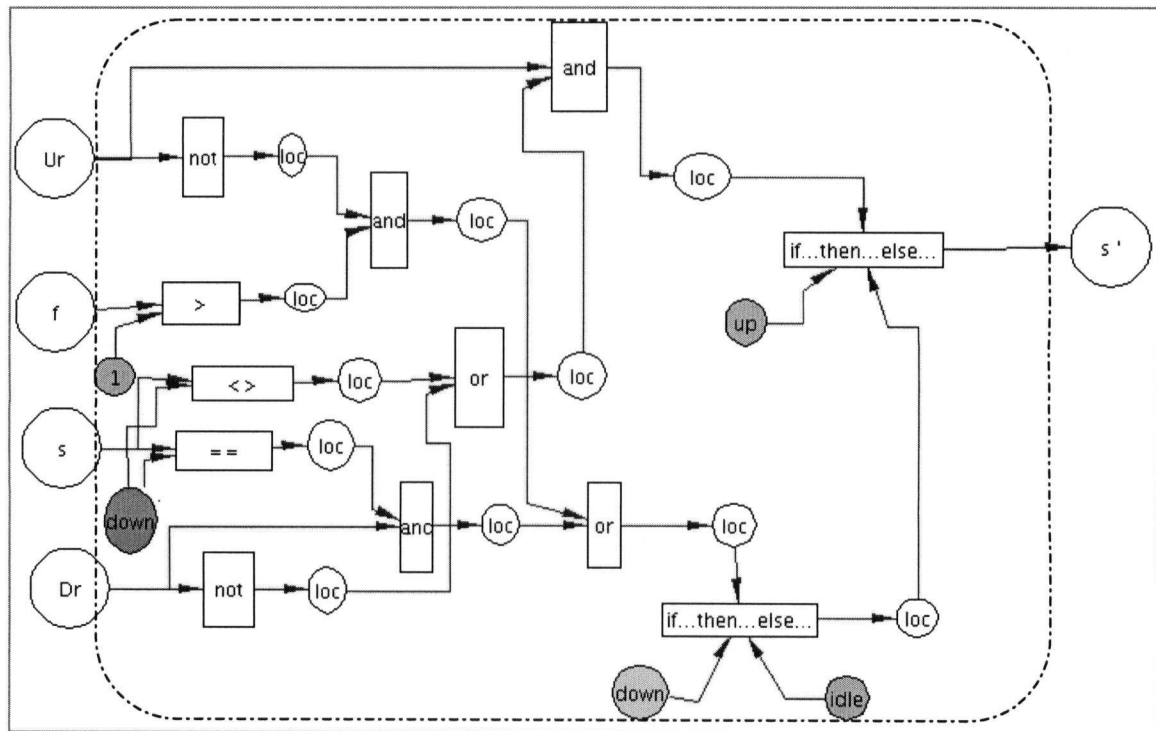 and
Ur
not
loc
and
loc
loc
if...then...else...
s '
f
>
loc
up
1
< >
loc
or
loc
s
= =
loc
down
and
loc
or
loc
Dr
not
loc
if...then...else...
loc
down
idle